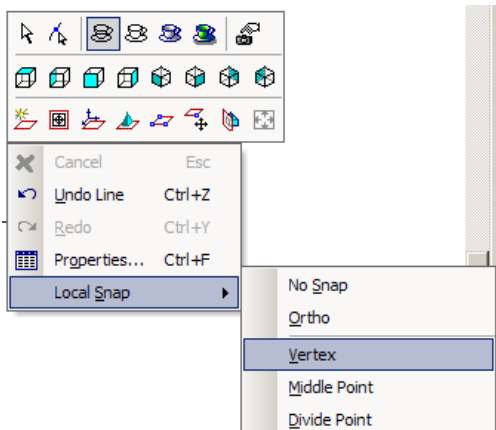 Cancel Esc
Undo Line Ctrl+Z
Redo Ctrl+Y
Properties... Ctrl+F
Local Snap
No Snap
Ortho
Vertex
Middle Point
Divide Point